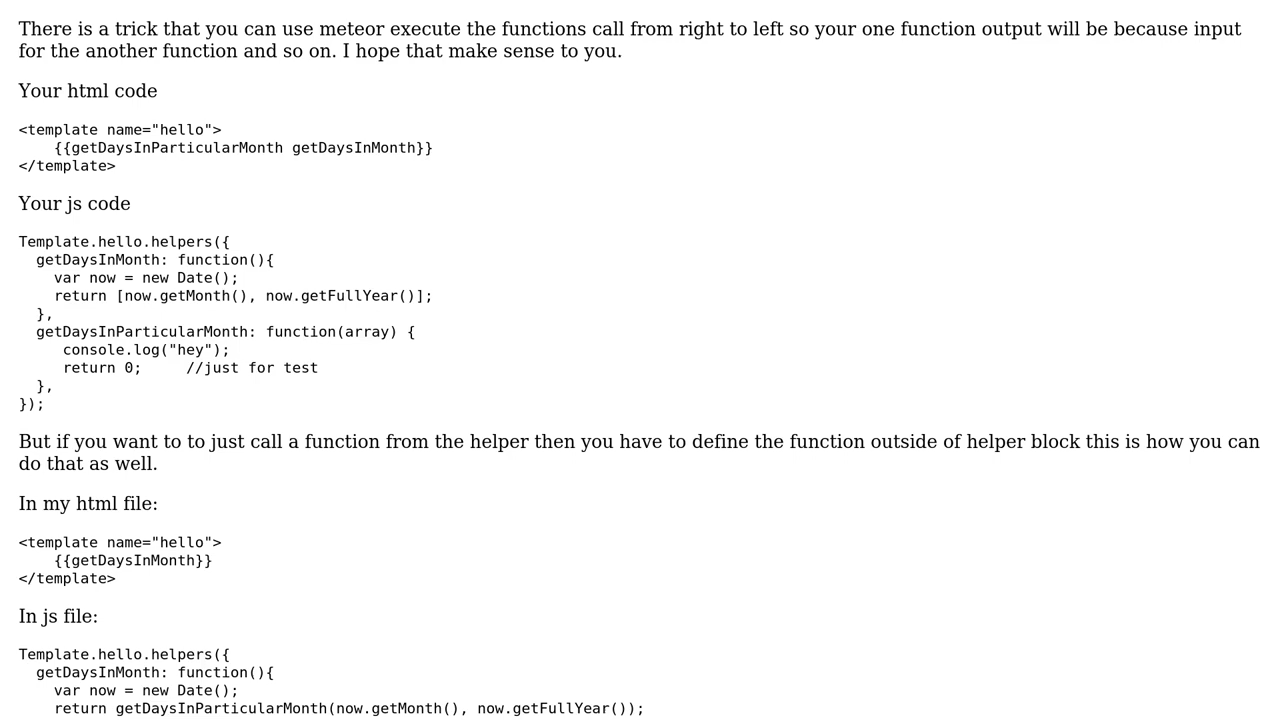 There is a trick that you can use meteor execute the functions call from right to left so your one function output will be because input
for the another function and so on. I hope that make sense to you.
Your html code
<template name="hello">
    {{getDaysInParticularMonth getDaysInMonth}}
</template>
Your js code
Template.hello.helpers({
  getDaysInMonth: function(){
    var now = new Date();
    return [now.getMonth(), now.getFullYear()];
  },
  getDaysInParticularMonth: function(array) {
     console.log("hey");
     return 0;     //just for test
  },
});
But if you want to to just call a function from the helper then you have to define the function outside of helper block this is how you can
do that as well.
In my html file:
<template name="hello">
    {{getDaysInMonth}}
</template>
In js file:
Template.hello.helpers({
  getDaysInMonth: function(){
    var now = new Date();
    return getDaysInParticularMonth(now.getMonth(), now.getFullYear());